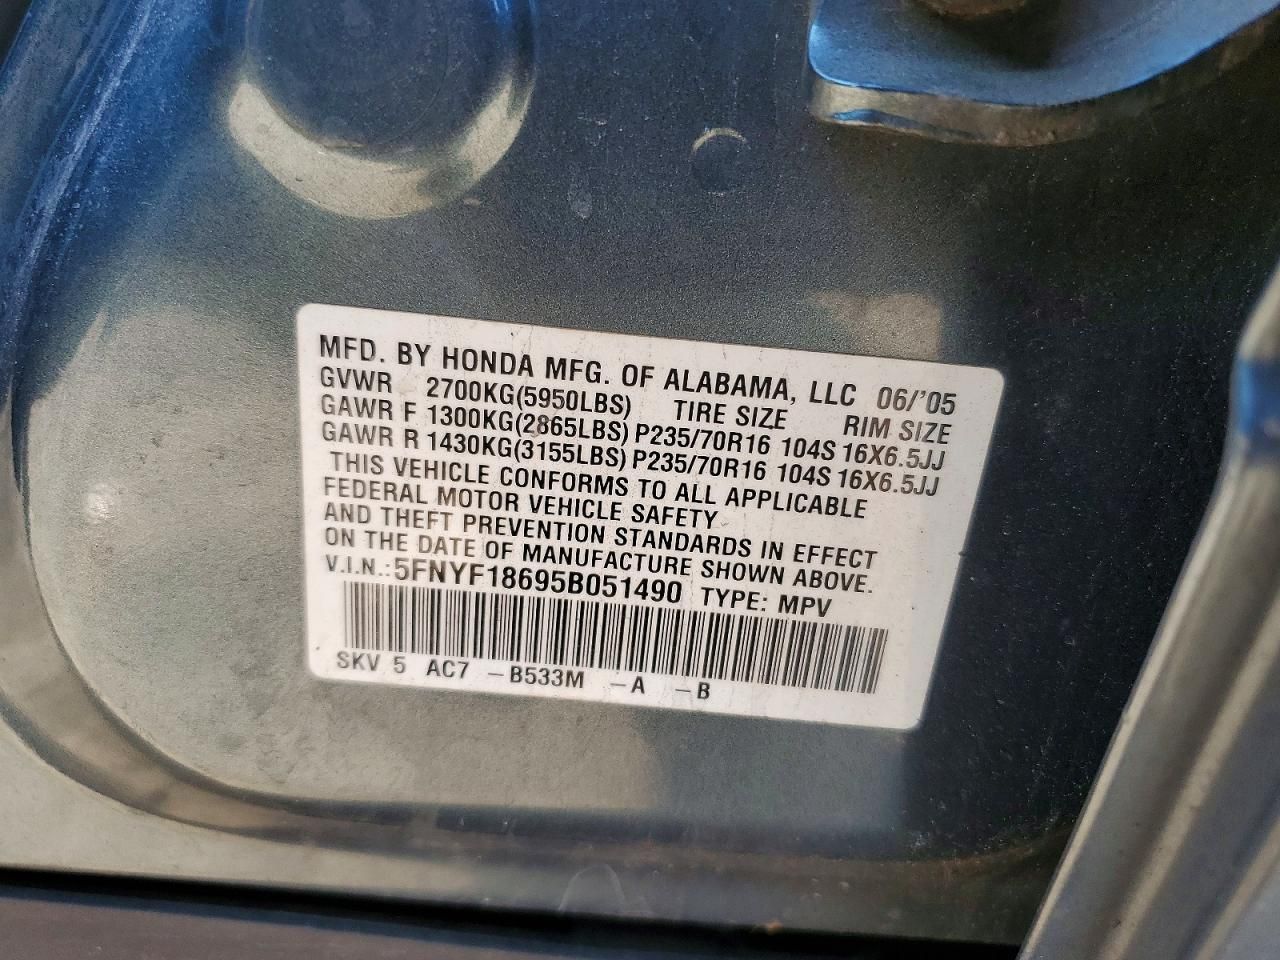 MFD. BY HONDA MFG. OF ALABAMA, LLC 06/'05
GVWR 2700KG(5950LBS) TIRE SIZE RIM SIZE
GAWR F 1300KG(2865LBS) P235/70R16 104S 16X6.5JJ
GAWR R 1430KG(3155LBS) P235/70R16 104S 16X6.5JJ
THIS VEHICLE CONFORMS TO ALL APPLICABLE
FEDERAL MOTOR VEHICLE SAFETY
AND THEFT PREVENTION STANDARDS IN EFFECT
ON THE DATE OF MANUFACTURE SHOWN ABOVE.
V.I.N.: 5FNYF18695B051490 TYPE: MPV
SKV 5 AC7 -B533M -A -B